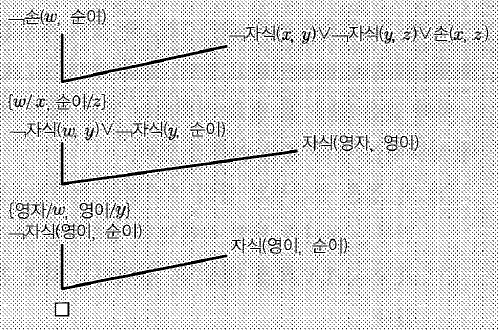 ¬손(w, 순이)
¬자식(x, y)∨¬자식(y, z)∨손(x, z)
{w/x, 순이/z}
¬자식(w, y)∨¬자식(y, 순이)
자식(영자, 영이)
{영자/w, 영이/y}
¬자식(영이, 순이)
자식(영이, 순이)